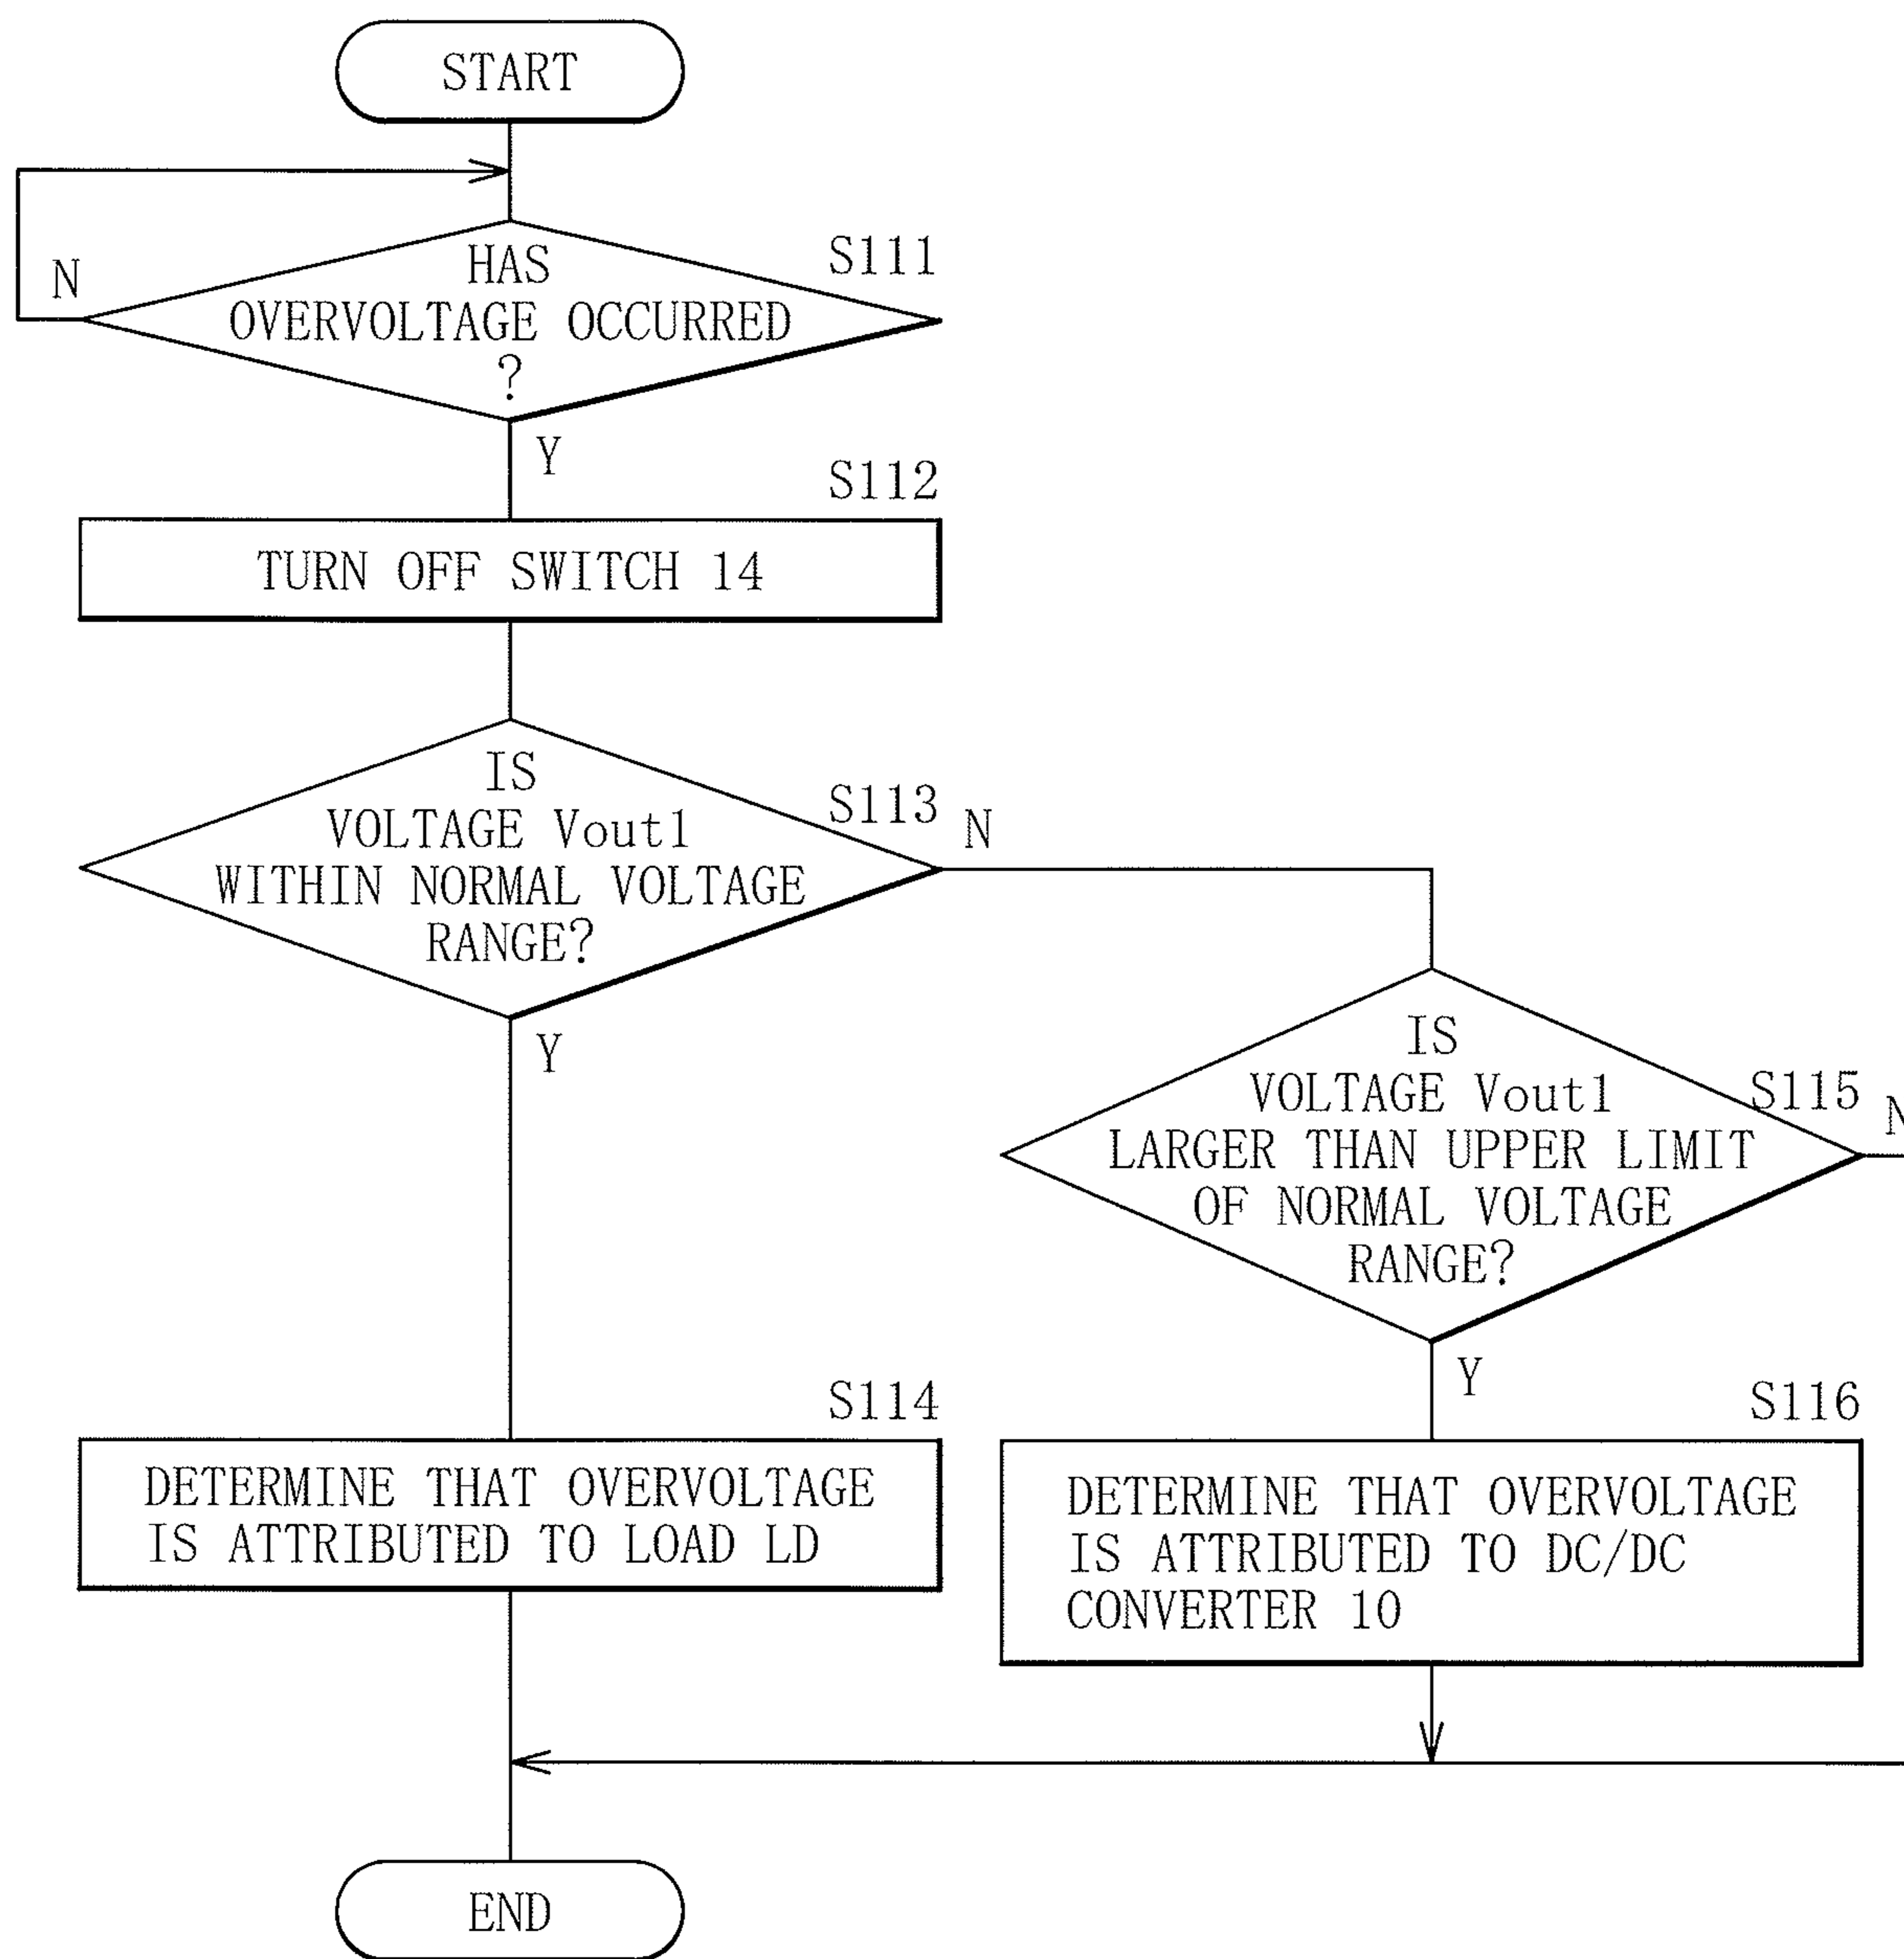 START
N
HAS
OVERVOLTAGE OCCURRED
?
S111
Y
S112
TURN OFF SWITCH 14
IS
VOLTAGE Vout1
WITHIN NORMAL VOLTAGE
RANGE?
S113
N
Y
IS
VOLTAGE Vout1
LARGER THAN UPPER LIMIT
OF NORMAL VOLTAGE
RANGE?
S115
N
Y
S114
DETERMINE THAT OVERVOLTAGE
IS ATTRIBUTED TO LOAD LD
S116
DETERMINE THAT OVERVOLTAGE
IS ATTRIBUTED TO DC/DC
CONVERTER 10
END